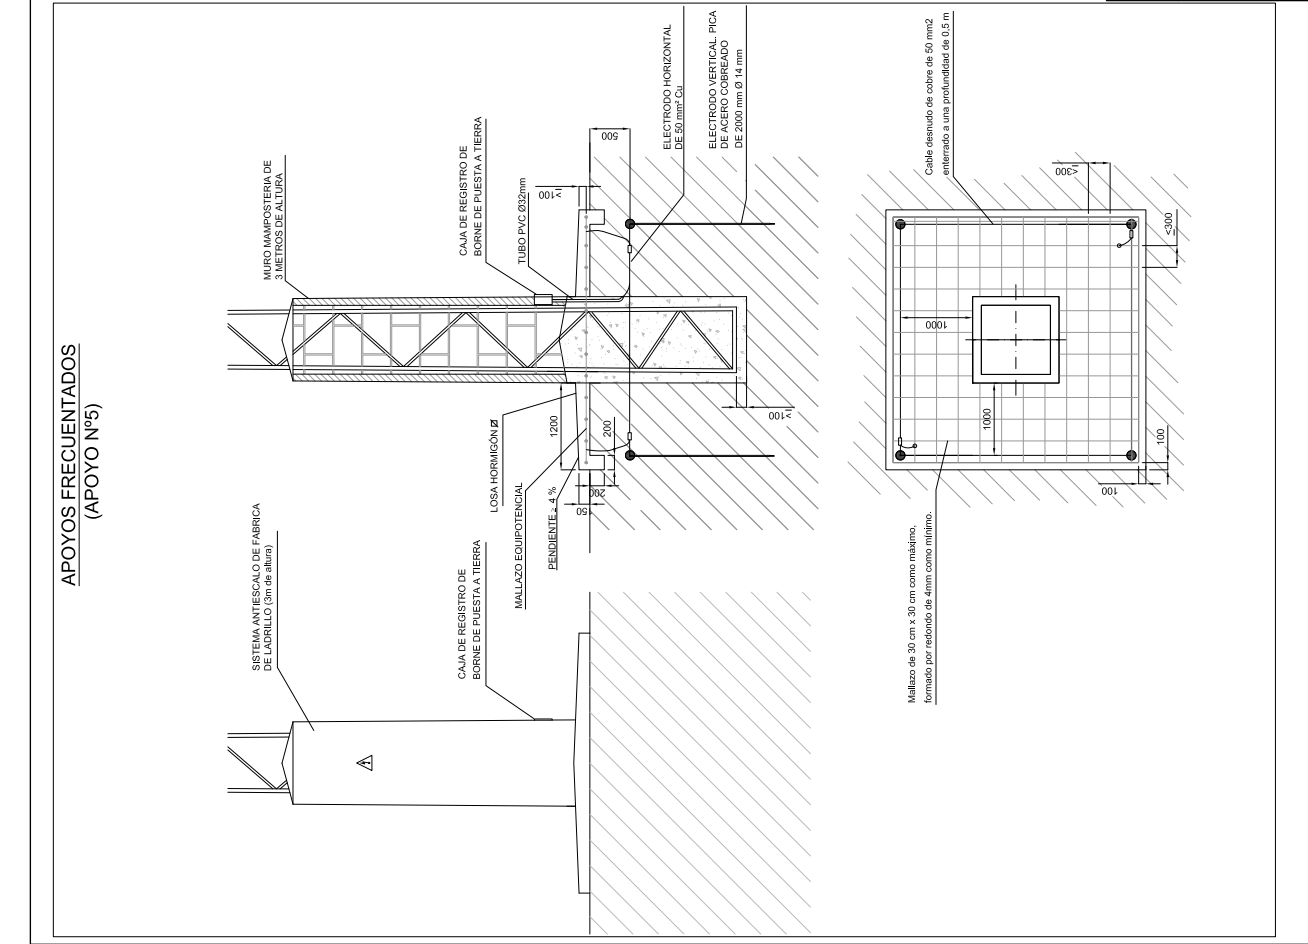 APOYOS FRECUENTADOS
(APOYO Nº5)
SISTEMA ANTIESCALO DE FABRICA
DE LADRILLO (3m de altura)
CAJA DE REGISTRO DE
BORNE DE PUESTA A TIERRA
MURO MAMPOSTERIA DE
3 METROS DE ALTURA
CAJA DE REGISTRO DE
BORNE DE PUESTA A TIERRA
TUBO PVC Ø32mm
LOSA HORMIGÓN
MALLAZO EQUIPOTENCIAL
PENDIENTE ≥ 4 %
ELECTRODO HORIZONTAL
DE 50 mm² Cu
ELECTRODO VERTICAL. PICA
DE ACERO COBREADO
DE 2000 mm Ø 14 mm
≥100
500
1200
200
200
150
≥100
Cable desnudo de cobre de 50 mm2
enterrado a una profundidad de 0,5 m
Mallazo de 30 cm x 30 cm como máximo,
formado por redondo de 4mm como mínimo.
≤300
≤300
1000
1000
100
100